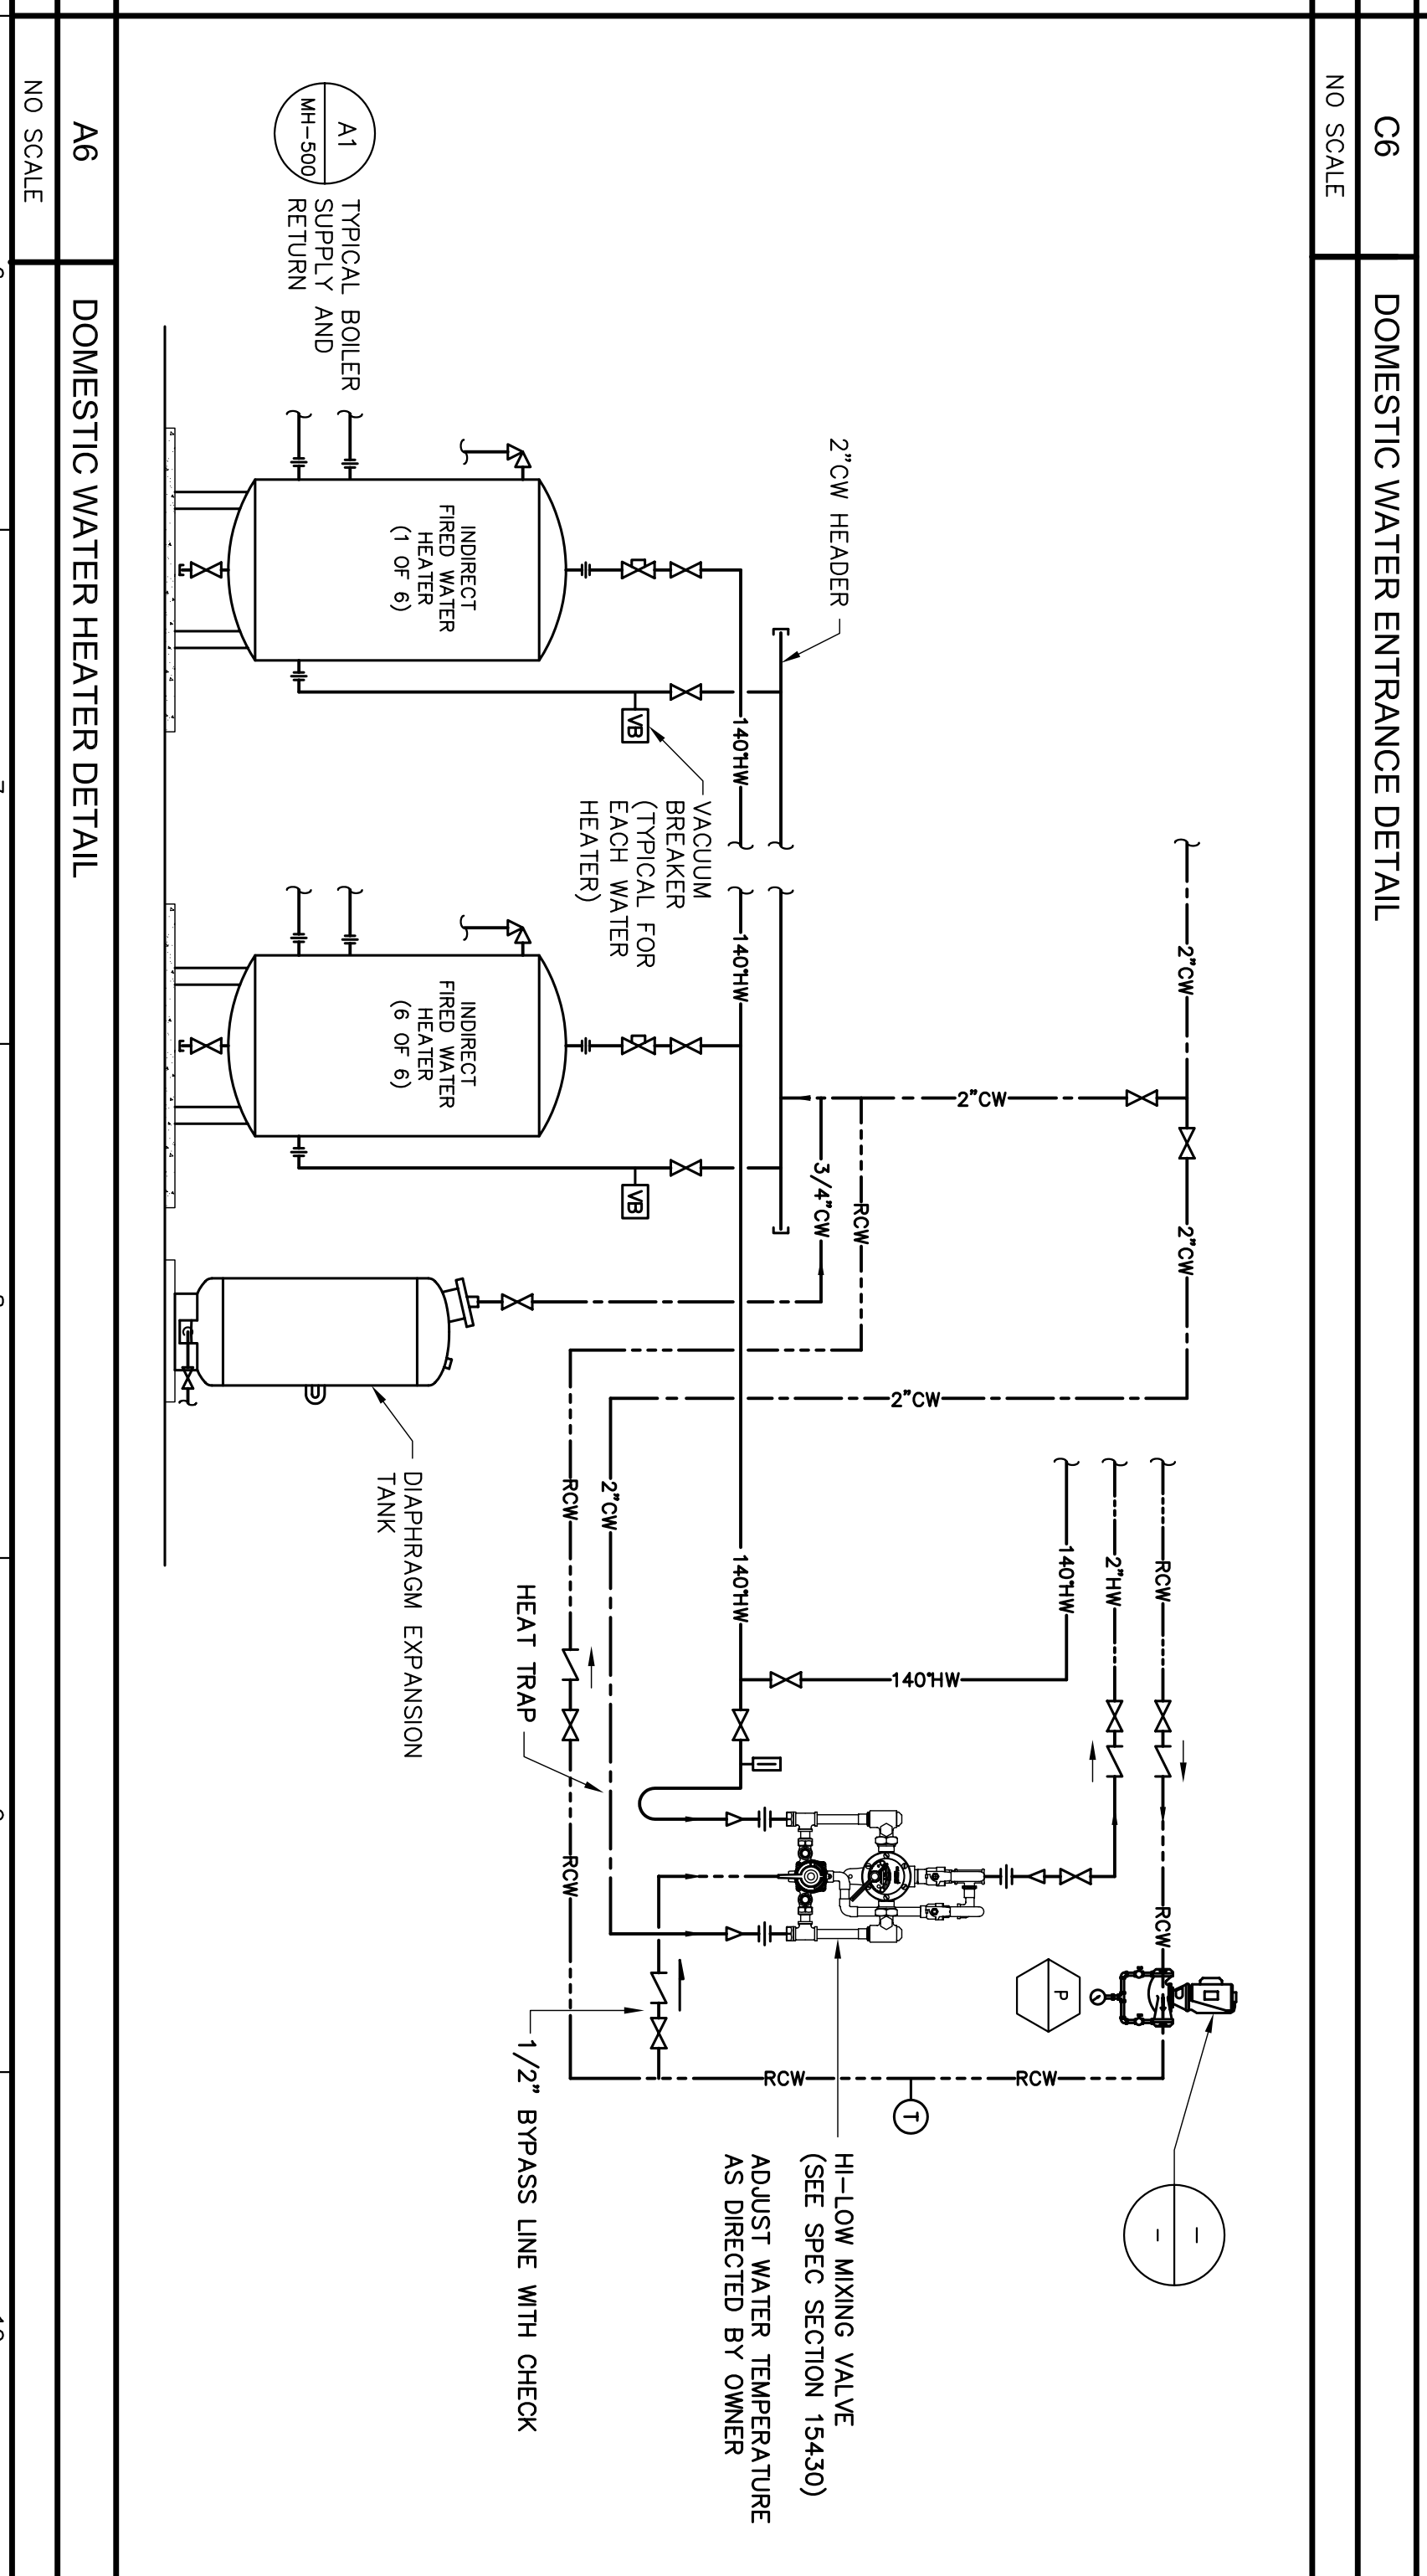 C6
DOMESTIC WATER ENTRANCE DETAIL
NO SCALE
2"CW
2"CW
RCW
2"HW
140°HW
RCW
2"CW
P
–
–
RCW
140°HW
2"CW
T
2"CW HEADER
RCW
3/4"CW
HI-LOW MIXING VALVE
(SEE SPEC SECTION 15430)
ADJUST WATER TEMPERATURE
AS DIRECTED BY OWNER
RCW
140°HW
140°HW
140°HW
VACUUM
BREAKER
(TYPICAL FOR
EACH WATER
HEATER)
VB
VB
2"CW
RCW
RCW
HEAT TRAP
1/2" BYPASS LINE WITH CHECK
INDIRECT
FIRED WATER
HEATER
(1 OF 6)
INDIRECT
FIRED WATER
HEATER
(6 OF 6)
DIAPHRAGM EXPANSION
TANK
A1
MH-500
TYPICAL BOILER
SUPPLY AND
RETURN
A6
DOMESTIC WATER HEATER DETAIL
NO SCALE